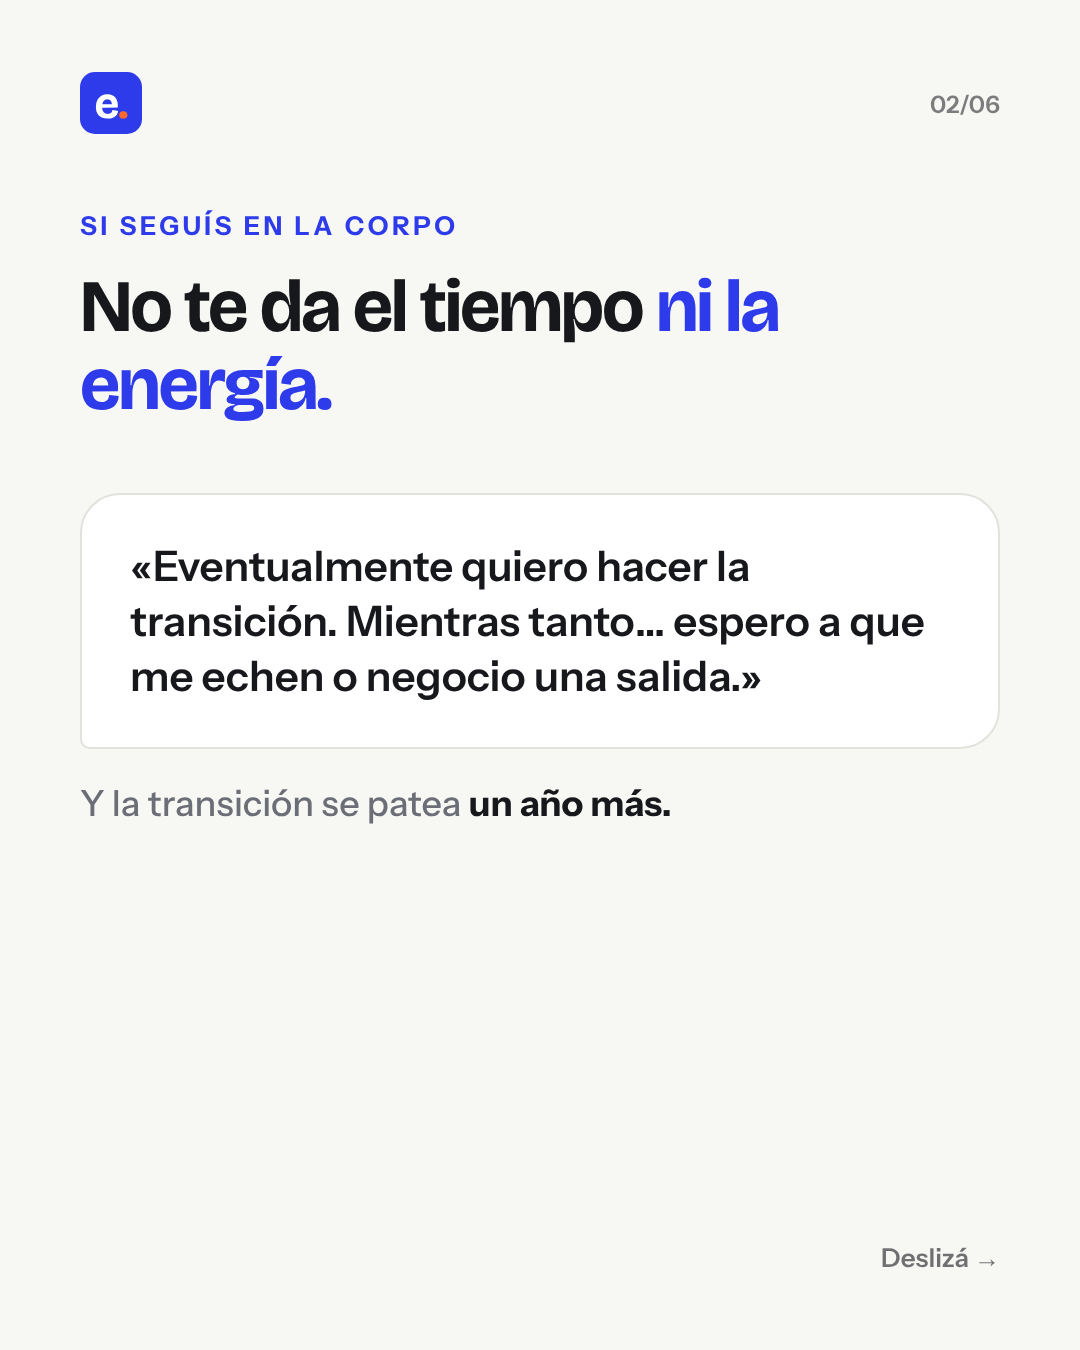 e.
02/06
SI SEGUÍS EN LA CORPO
No te da el tiempo ni la
energía.
«Eventualmente quiero hacer la
transición. Mientras tanto... espero a que
me echen o negocio una salida.»
Y la transición se patea un año más.
Deslizá →